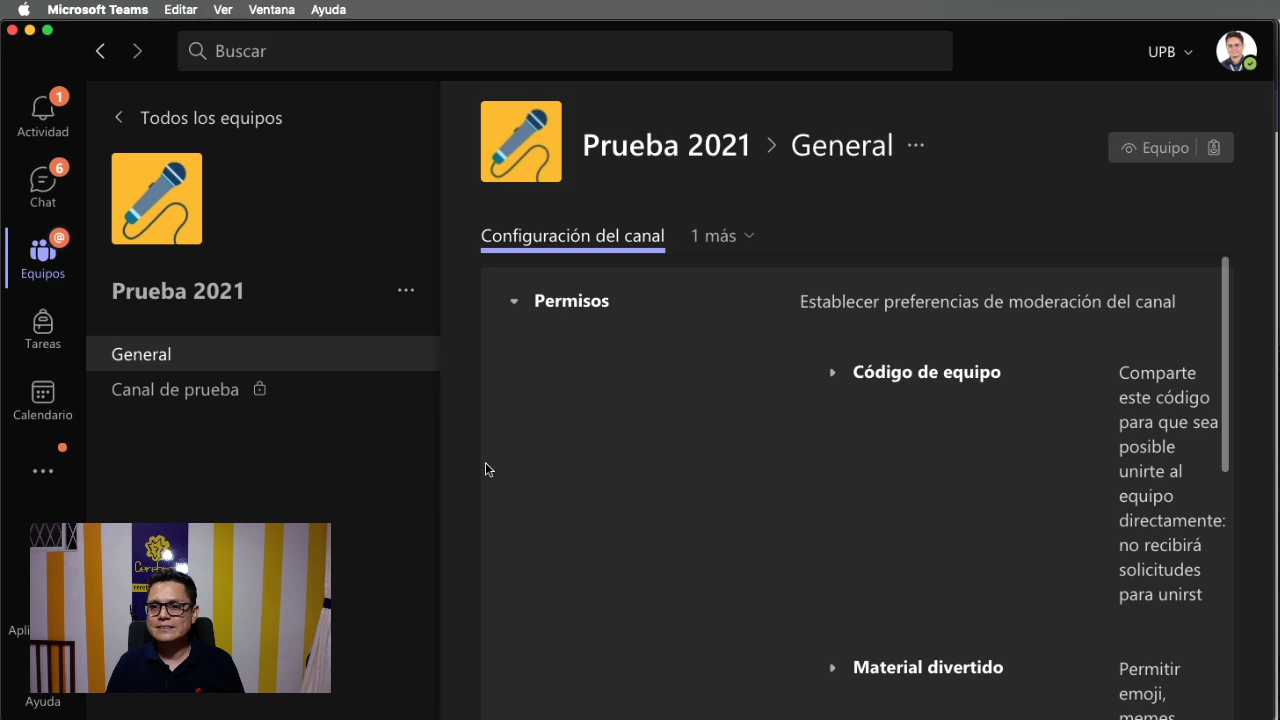 Microsoft Teams Editar Ver Ventana Ayuda
Buscar
UPB
1
Actividad
6
Chat
@
Equipos
Tareas
Calendario
Apli
Ayuda
Todos los equipos
Prueba 2021
General
Canal de prueba
Prueba 2021 > General
Equipo
Configuración del canal 1 más
Permisos
Establecer preferencias de moderación del canal
Código de equipo
Comparte
este código
para que sea
posible
unirte al
equipo
directamente:
no recibirá
solicitudes
para unirst
Material divertido
Permitir
emoji,
memes